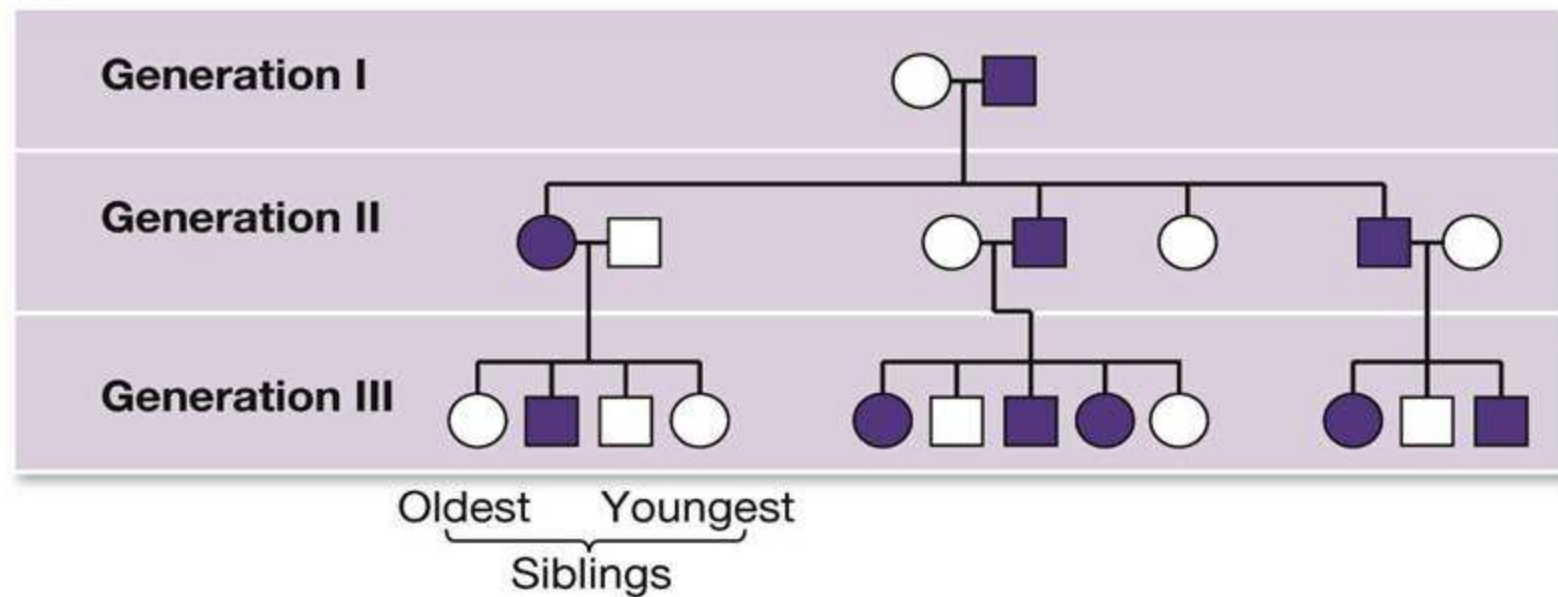 Generation I
Generation II
Generation III
Oldest Youngest
Siblings